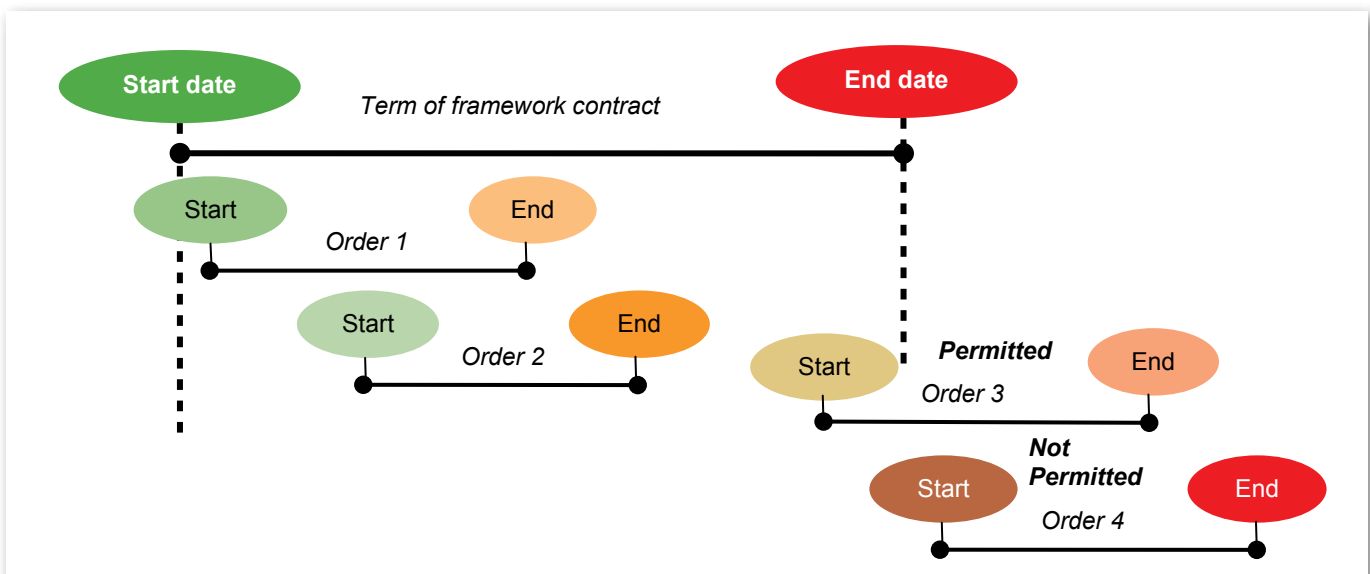 Start date
End date
Term of framework contract
Start
End
Order 1
Start
End
Order 2
Start
Permitted
End
Order 3
Not
Permitted
Start
End
Order 4